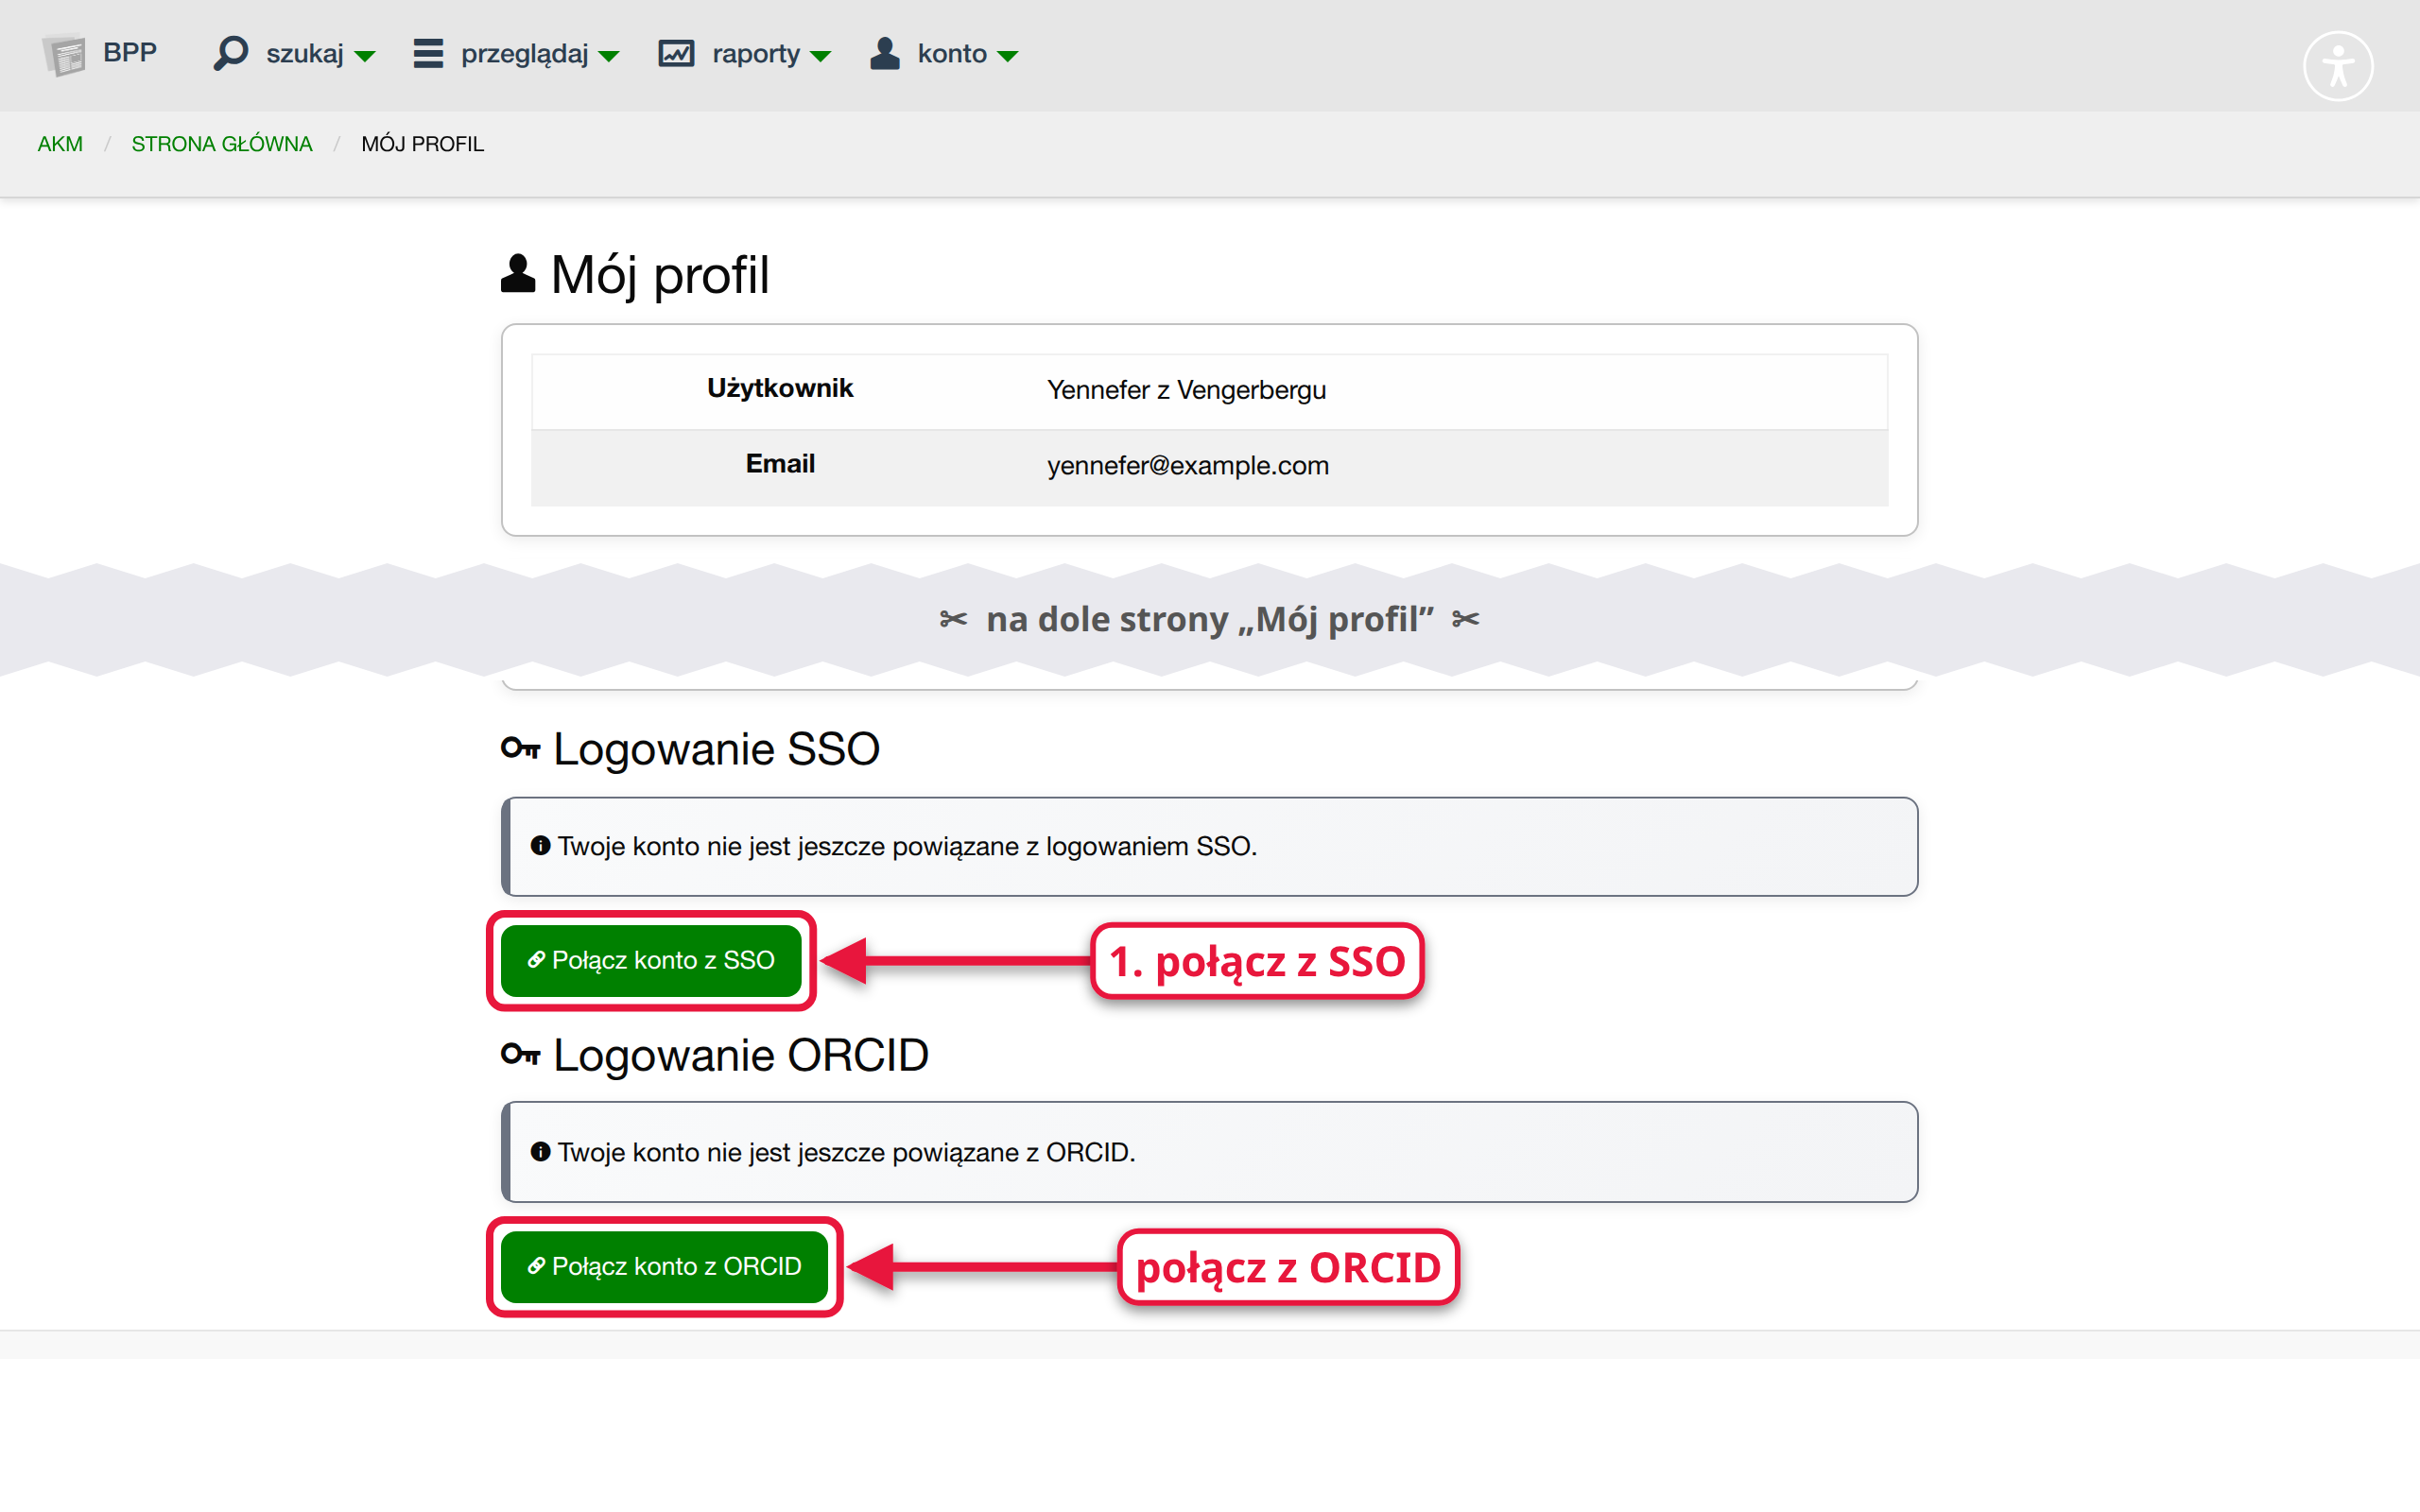 BPP szukaj przeglądaj raporty konto
AKM / STRONA GŁÓWNA / MÓJ PROFIL
Mój profil
Użytkownik Yennefer z Vengerbergu
Email yennefer@example.com
✂ na dole strony „Mój profil” ✂
Logowanie SSO
Twoje konto nie jest jeszcze powiązane z logowaniem SSO.
Połącz konto z SSO 1. połącz z SSO
Logowanie ORCID
Twoje konto nie jest jeszcze powiązane z ORCID.
Połącz konto z ORCID połącz z ORCID